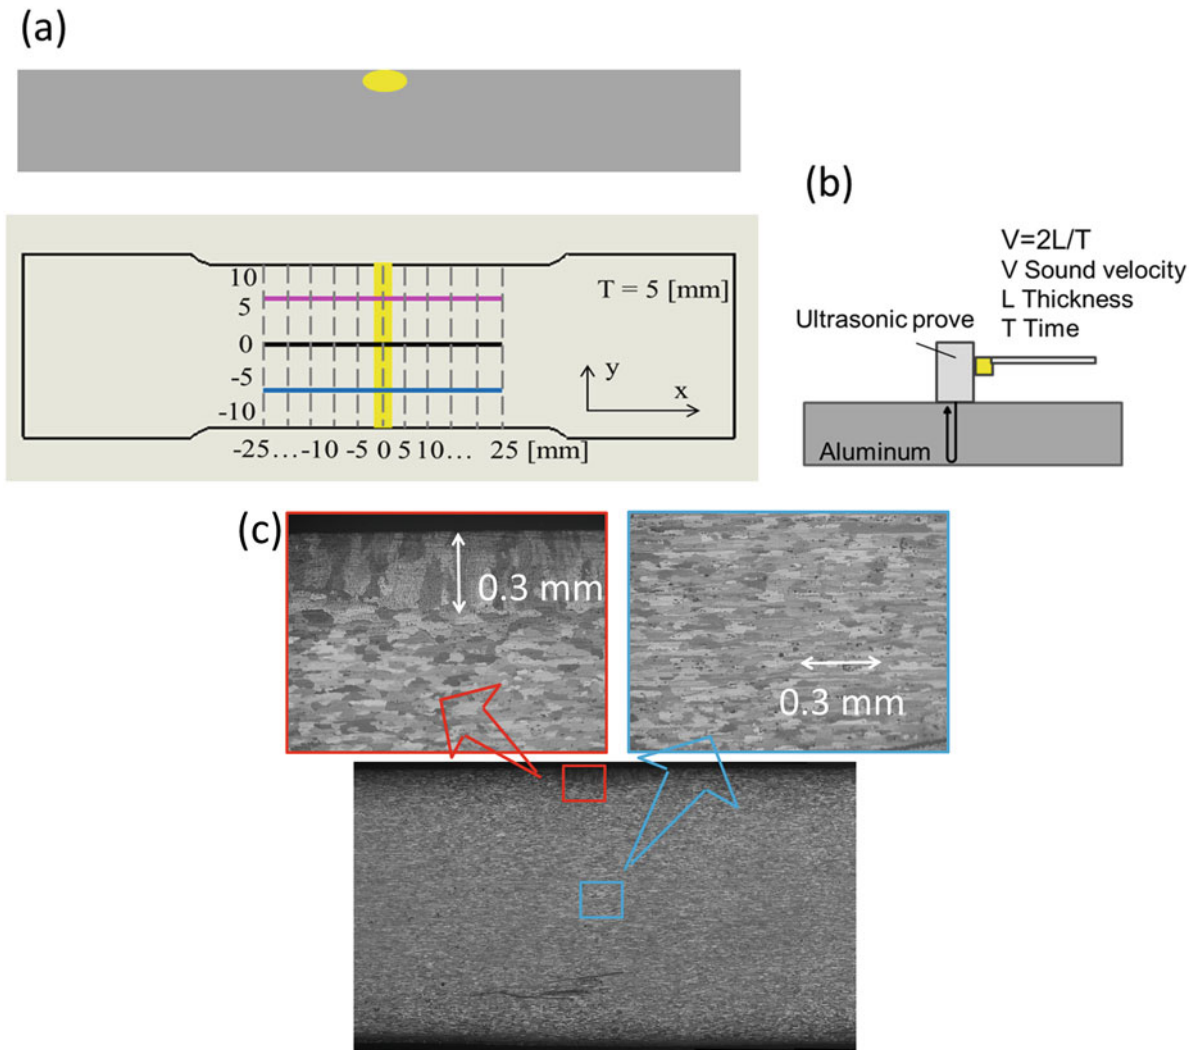 (a)
10
5
0
-5
-10
T = 5 [mm]
y
x
-25...-10 -5 0 5 10... 25 [mm]
(b)
V=2L/T
V Sound velocity
L Thickness
T Time
Ultrasonic prove
Aluminum
(c)
0.3 mm
0.3 mm